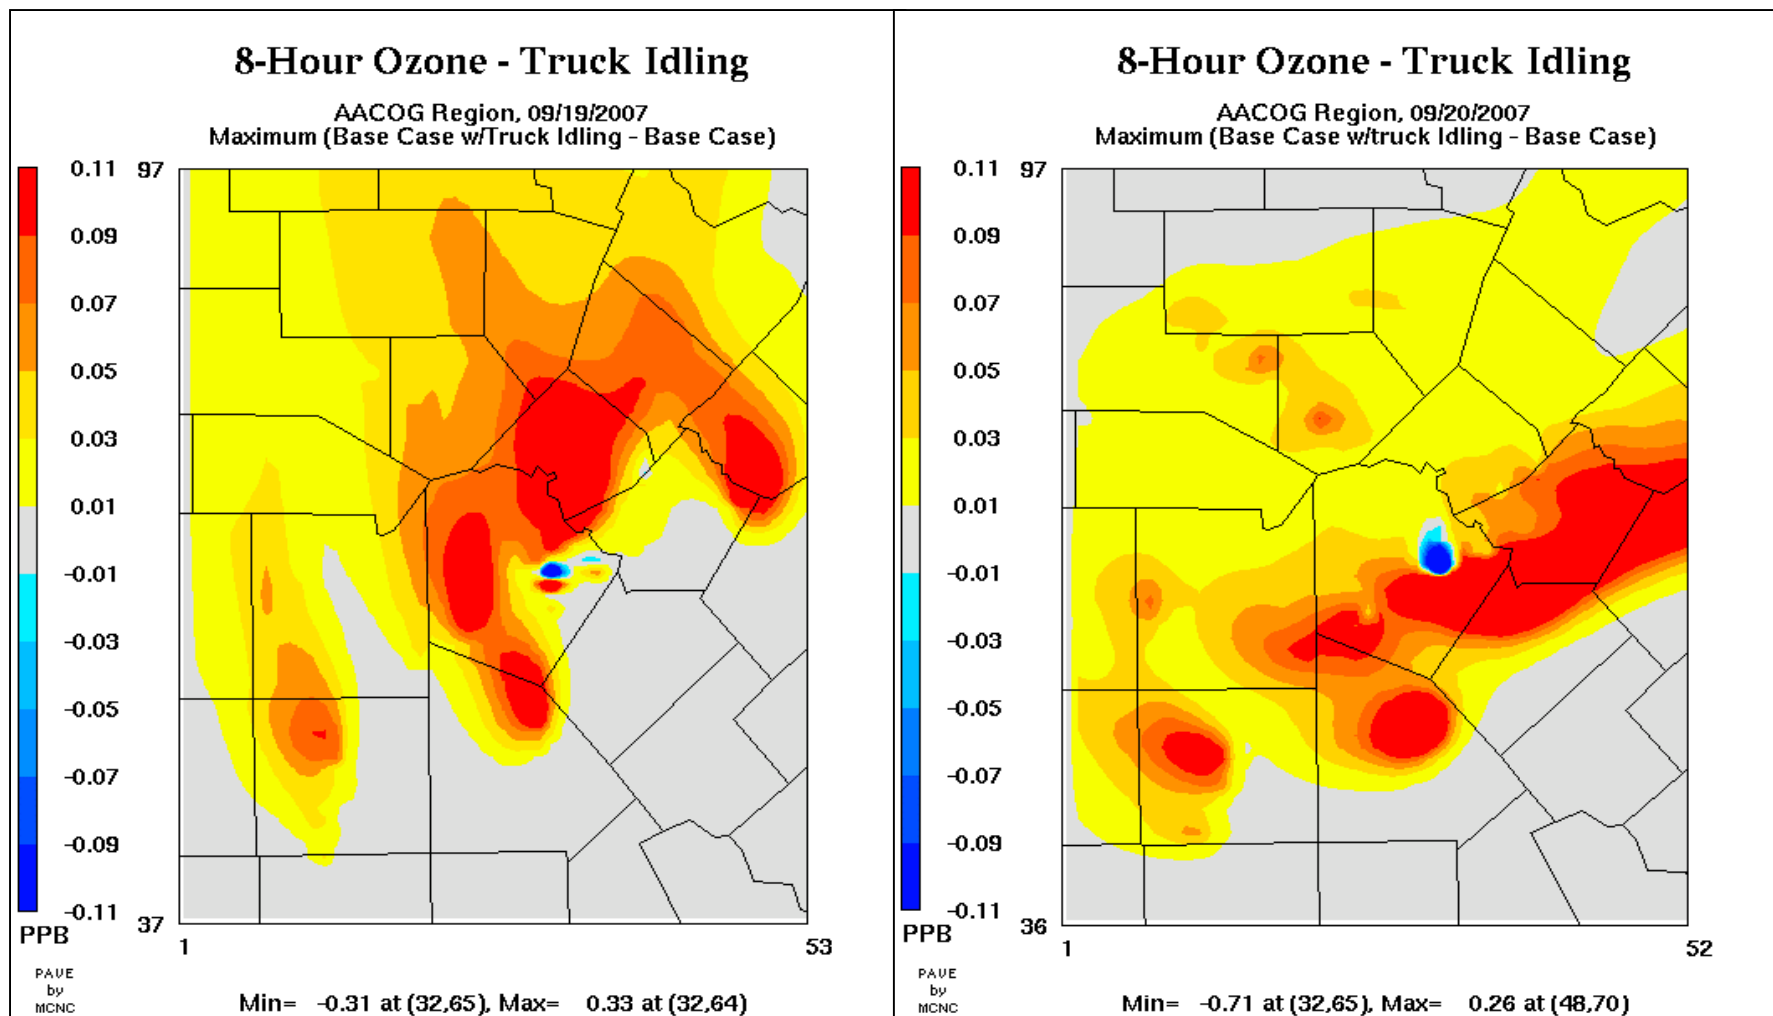 8-Hour Ozone - Truck Idling
AACOG Region, 09/19/2007
Maximum (Base Case w/Truck Idling - Base Case)
0.11
0.09
0.07
0.05
0.03
0.01
-0.01
-0.03
-0.05
-0.07
-0.09
-0.11
PPB
97
37
1
53
PAVE
by
MCNC
Min= -0.31 at (32,65), Max= 0.33 at (32,64)
8-Hour Ozone - Truck Idling
AACOG Region, 09/20/2007
Maximum (Base Case w/truck Idling - Base Case)
0.11
0.09
0.07
0.05
0.03
0.01
-0.01
-0.03
-0.05
-0.07
-0.09
-0.11
PPB
97
36
1
52
PAVE
by
MCNC
Min= -0.71 at (32,65), Max= 0.26 at (48,70)